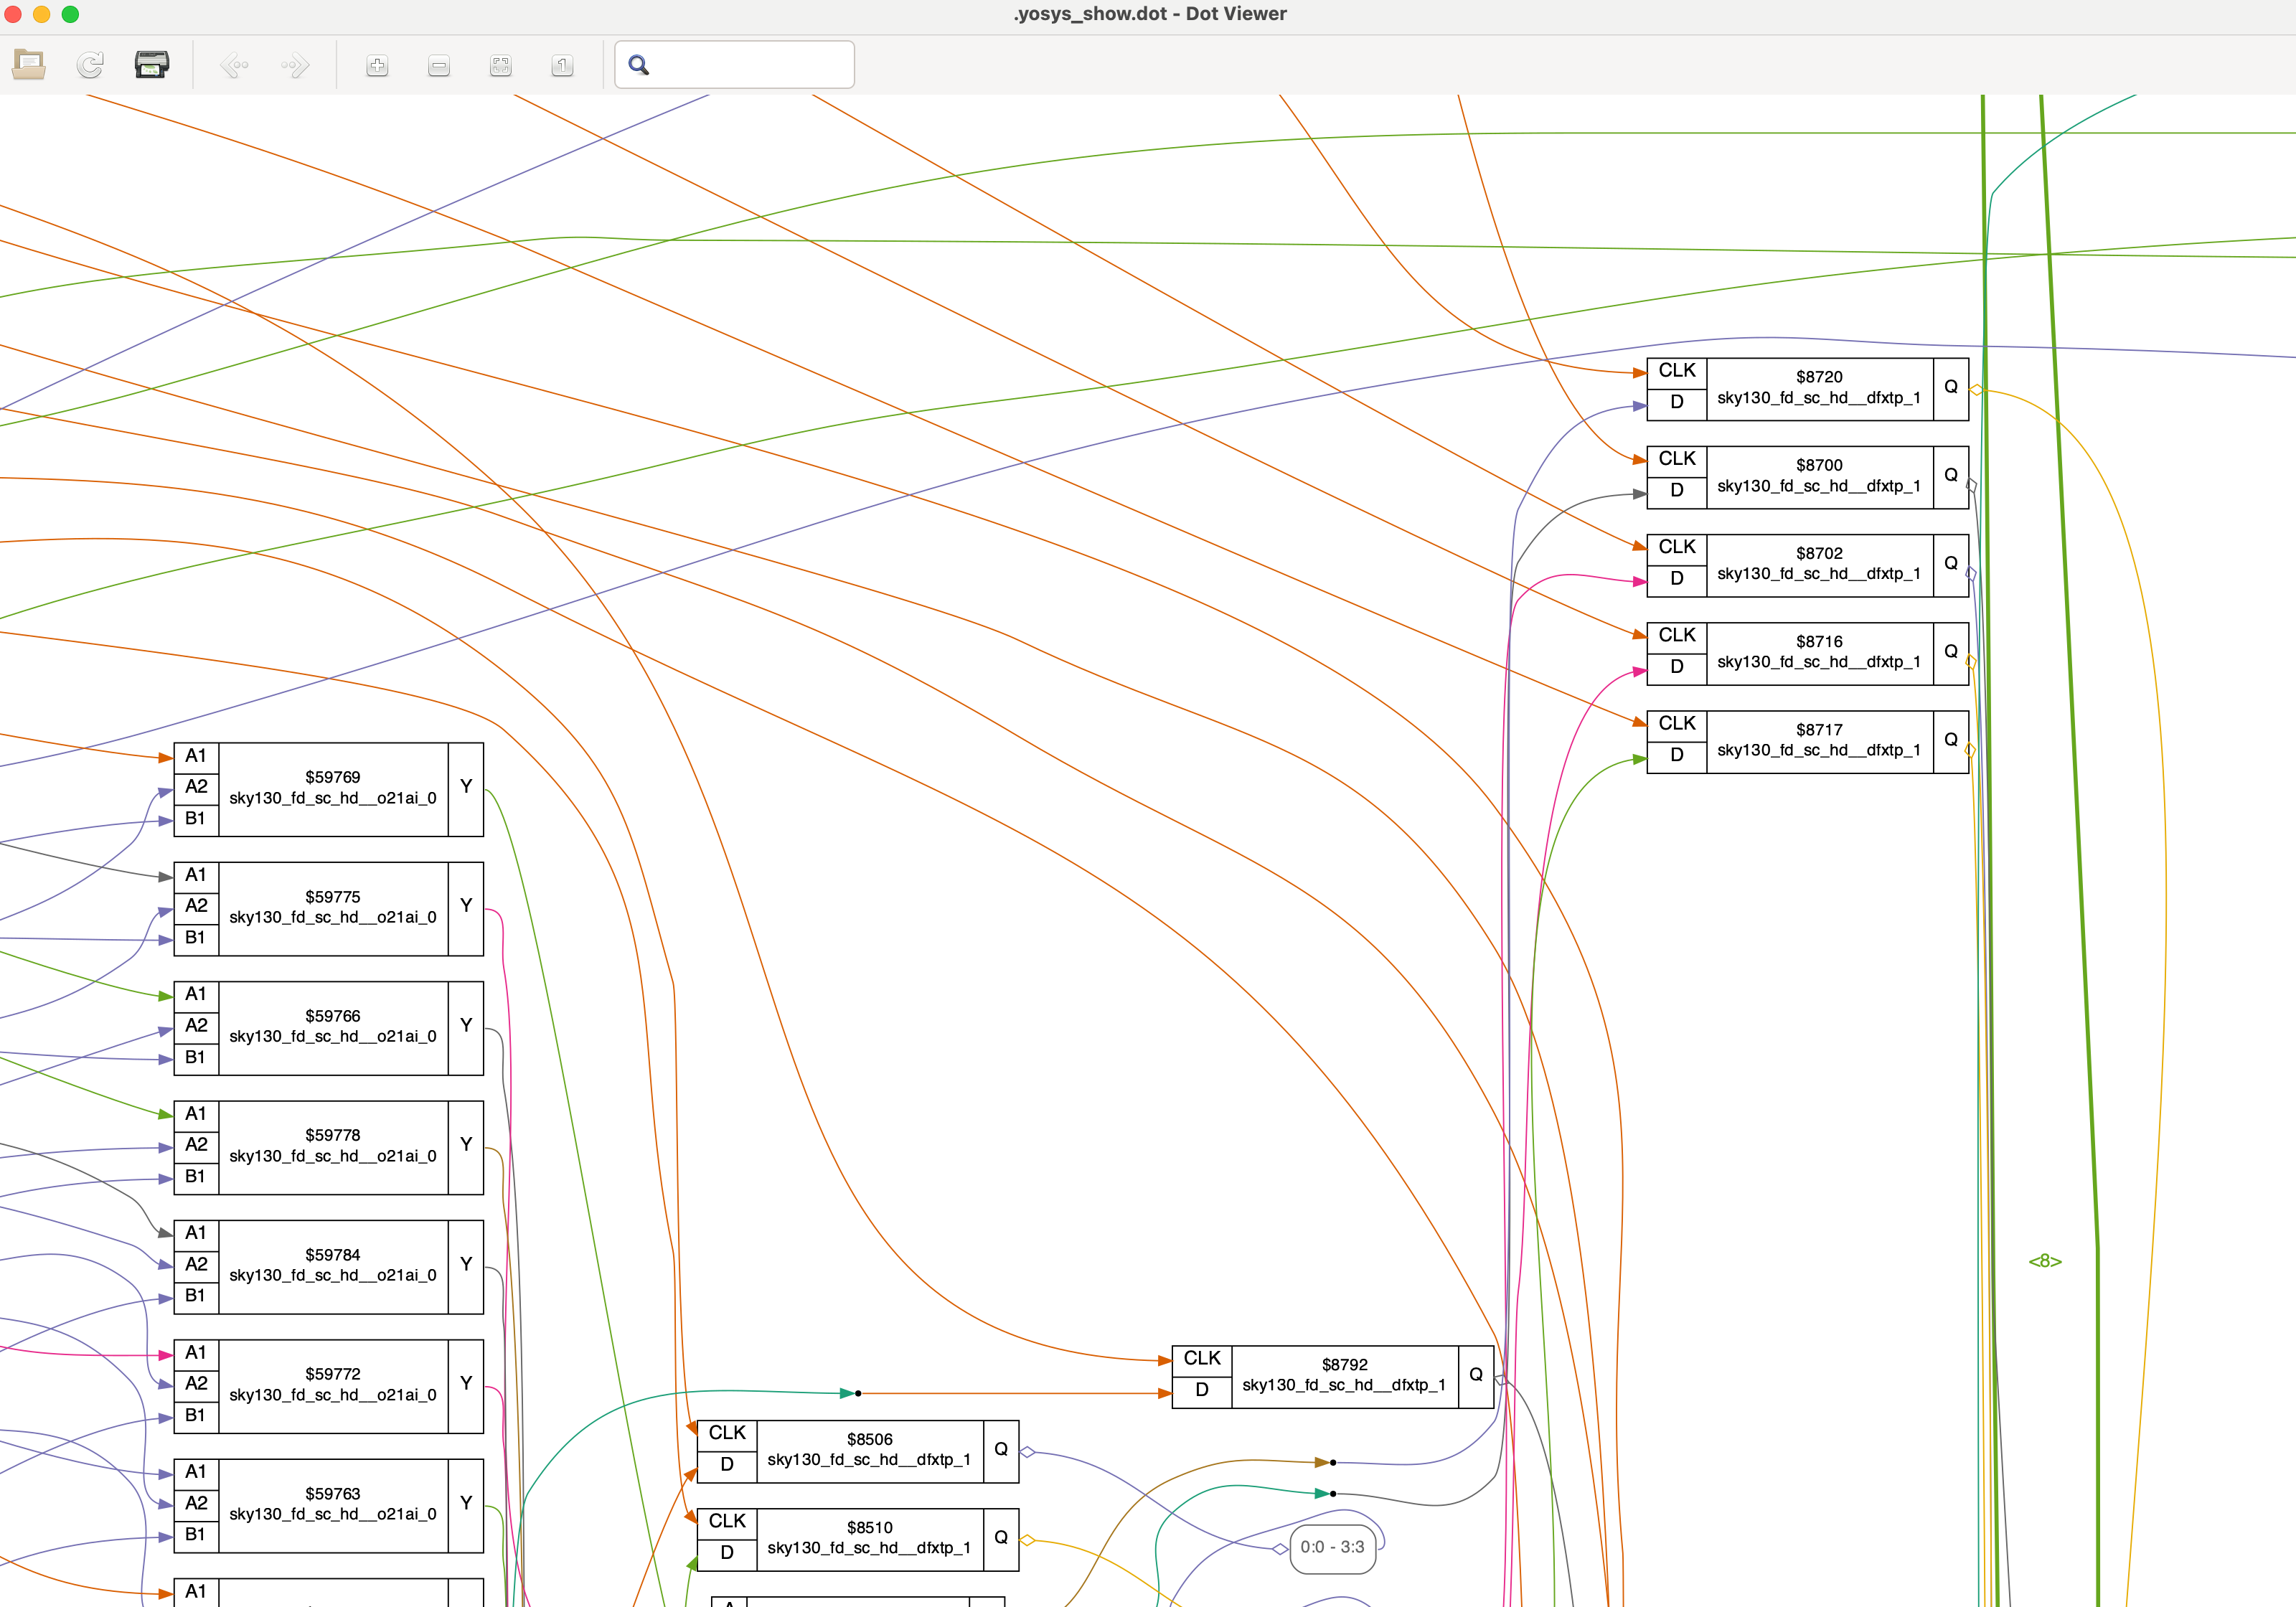 .yosys_show.dot - Dot Viewer
1
CLK
D
$8720
sky130_fd_sc_hd__dfxtp_1
Q
CLK
D
$8700
sky130_fd_sc_hd__dfxtp_1
Q
CLK
D
$8702
sky130_fd_sc_hd__dfxtp_1
Q
CLK
D
$8716
sky130_fd_sc_hd__dfxtp_1
Q
CLK
D
$8717
sky130_fd_sc_hd__dfxtp_1
Q
A1
A2
B1
$59769
sky130_fd_sc_hd__o21ai_0
Y
A1
A2
B1
$59775
sky130_fd_sc_hd__o21ai_0
Y
A1
A2
B1
$59766
sky130_fd_sc_hd__o21ai_0
Y
A1
A2
B1
$59778
sky130_fd_sc_hd__o21ai_0
Y
A1
A2
B1
$59784
sky130_fd_sc_hd__o21ai_0
Y
<8>
A1
A2
B1
$59772
sky130_fd_sc_hd__o21ai_0
Y
CLK
D
$8792
sky130_fd_sc_hd__dfxtp_1
Q
CLK
D
$8506
sky130_fd_sc_hd__dfxtp_1
Q
A1
A2
B1
$59763
sky130_fd_sc_hd__o21ai_0
Y
CLK
D
$8510
sky130_fd_sc_hd__dfxtp_1
Q
0:0 - 3:3
A1